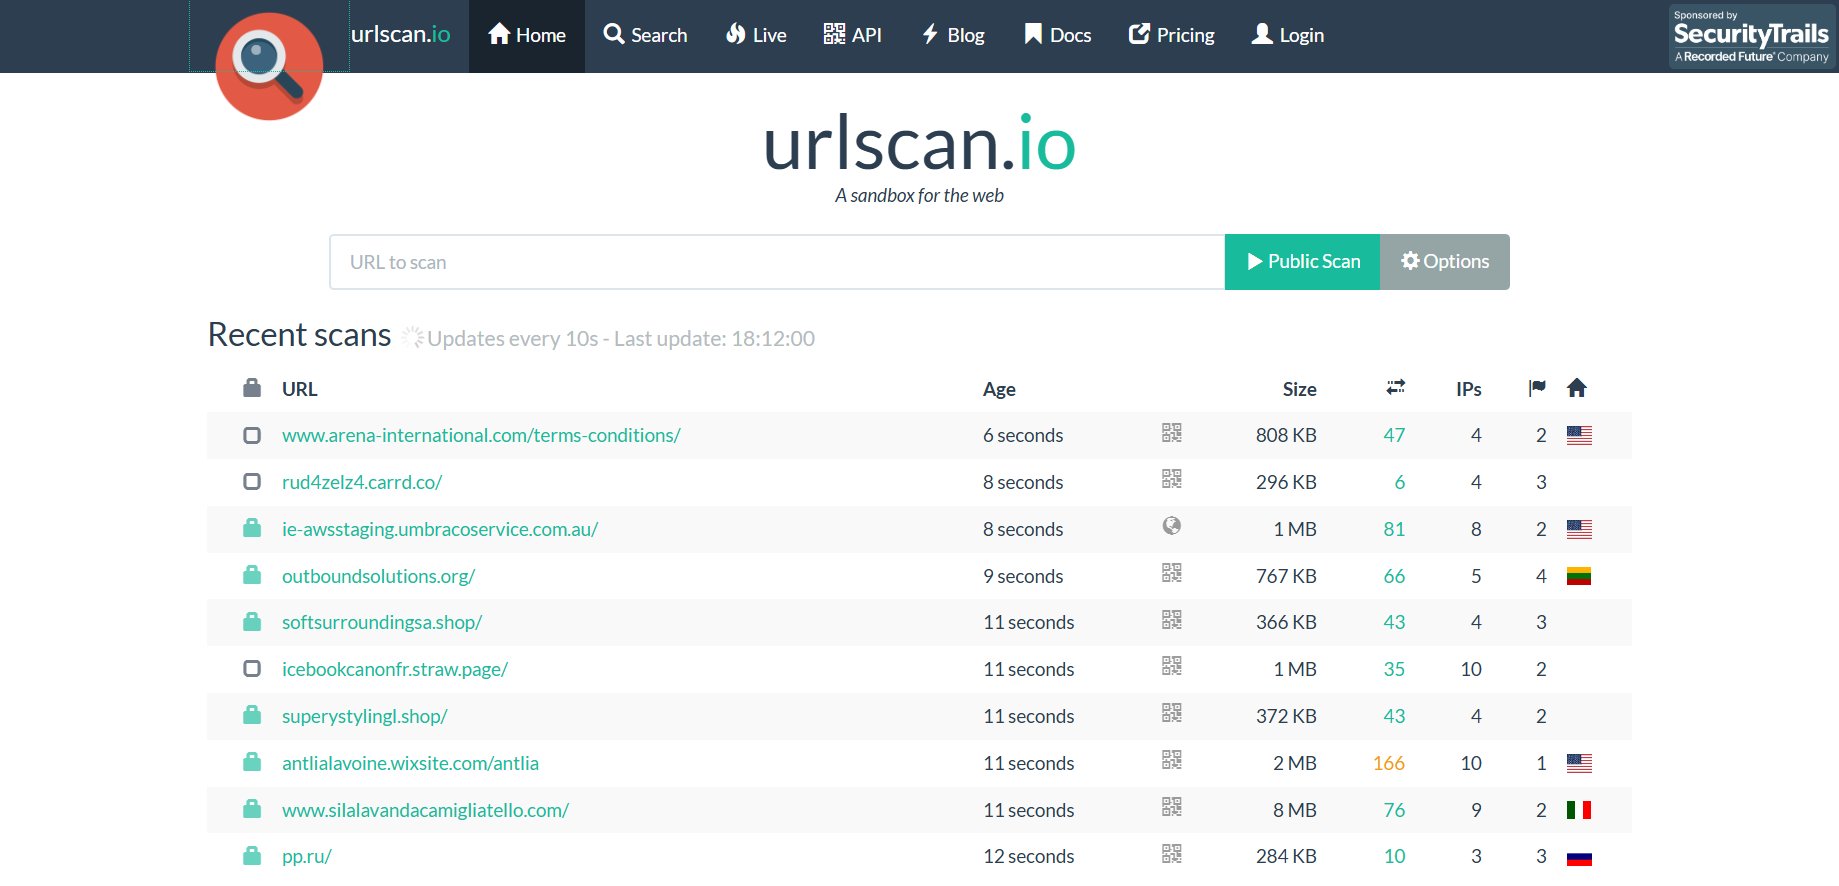 urlscan.io Home Search Live API Blog Docs Pricing Login
Sponsored by
SecurityTrails
A Recorded Future® Company
urlscan.io
A sandbox for the web
URL to scan Public Scan Options
Recent scans Updates every 10s - Last update: 18:12:00
URL Age Size IPs
www.arena-international.com/terms-conditions/ 6 seconds 808 KB 47 4 2
rud4zelz4.carrd.co/ 8 seconds 296 KB 6 4 3
ie-awsstaging.umbracoservice.com.au/ 8 seconds 1 MB 81 8 2
outboundsolutions.org/ 9 seconds 767 KB 66 5 4
softsurroundingsa.shop/ 11 seconds 366 KB 43 4 3
icebookcanonfr.straw.page/ 11 seconds 1 MB 35 10 2
superystylingl.shop/ 11 seconds 372 KB 43 4 2
antlialavoine.wixsite.com/antlia 11 seconds 2 MB 166 10 1
www.silalavandacamigliatello.com/ 11 seconds 8 MB 76 9 2
pp.ru/ 12 seconds 284 KB 10 3 3